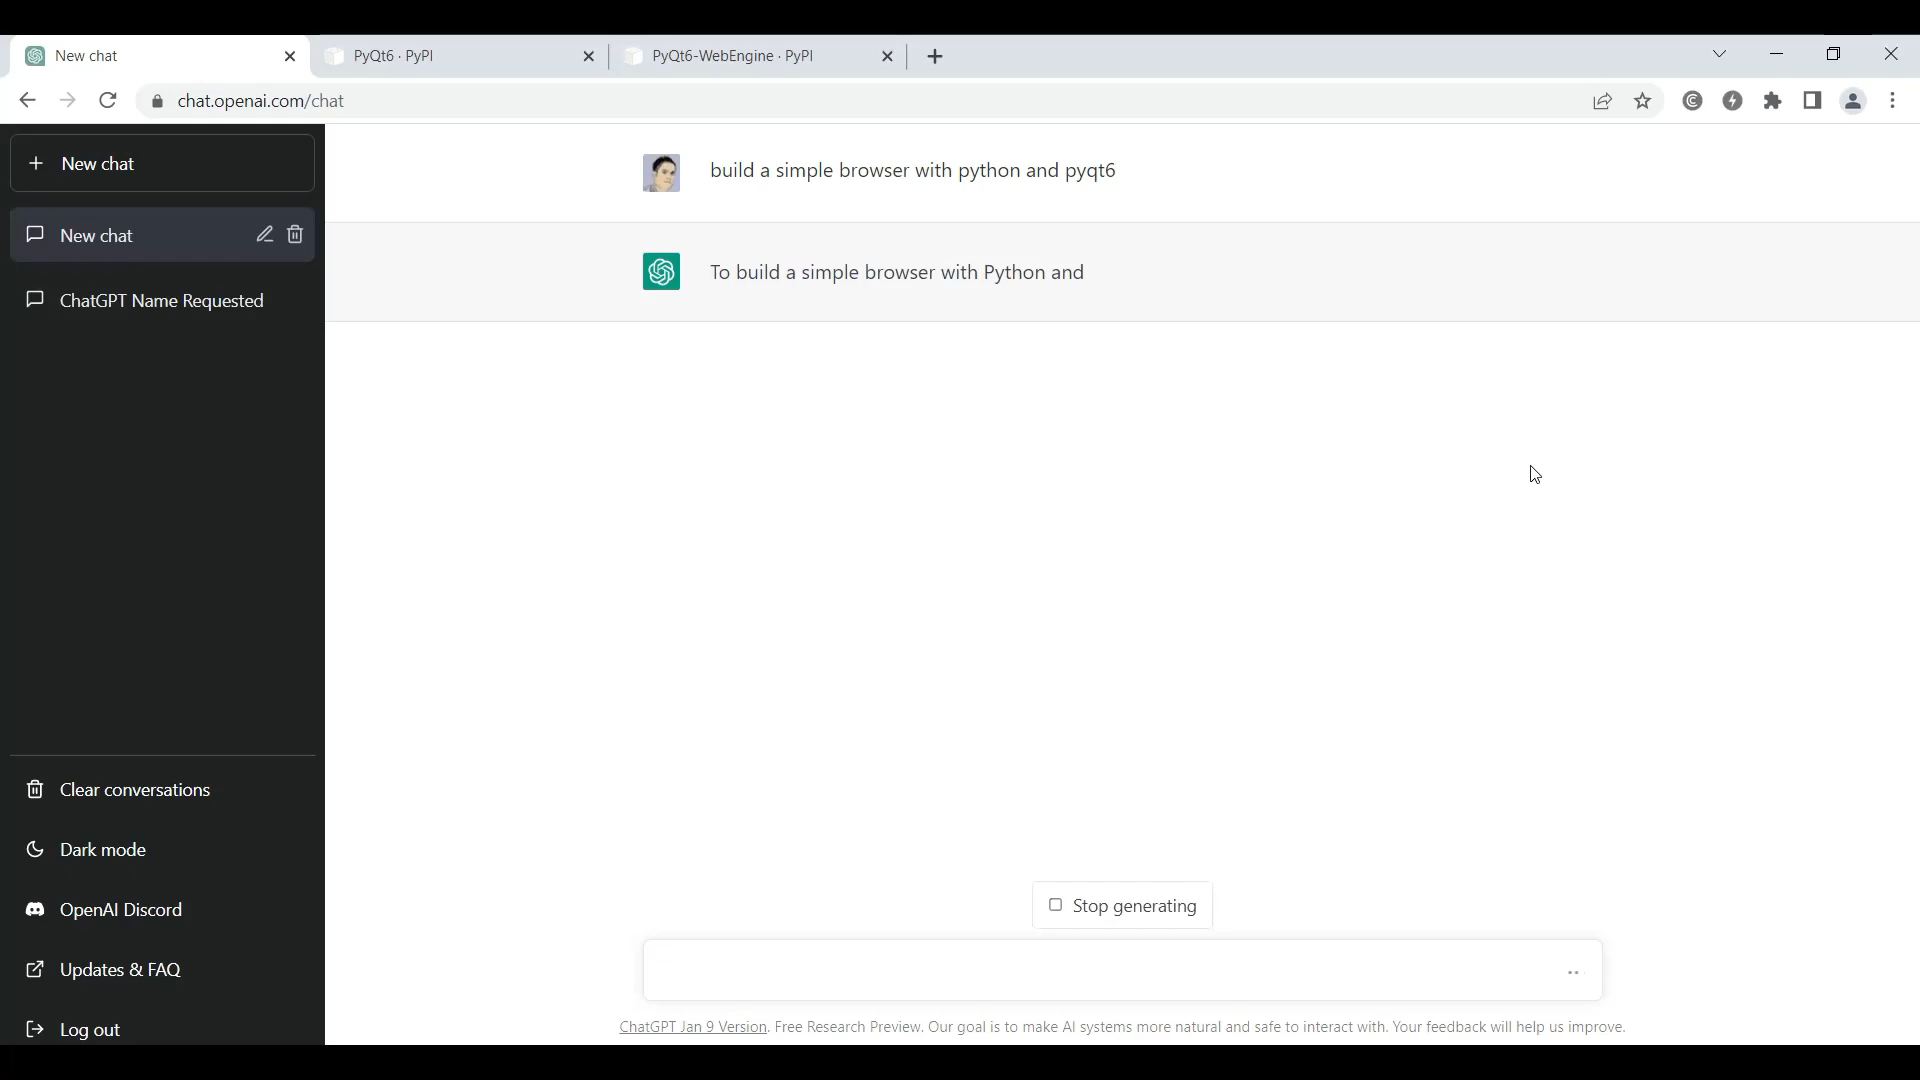 New chat
PyQt6 · PyPI
PyQt6-WebEngine · PyPI
chat.openai.com/chat
New chat
New chat
ChatGPT Name Requested
build a simple browser with python and pyqt6
To build a simple browser with Python and
Clear conversations
Dark mode
OpenAI Discord
Updates & FAQ
Log out
Stop generating
ChatGPT Jan 9 Version. Free Research Preview. Our goal is to make AI systems more natural and safe to interact with. Your feedback will help us improve.